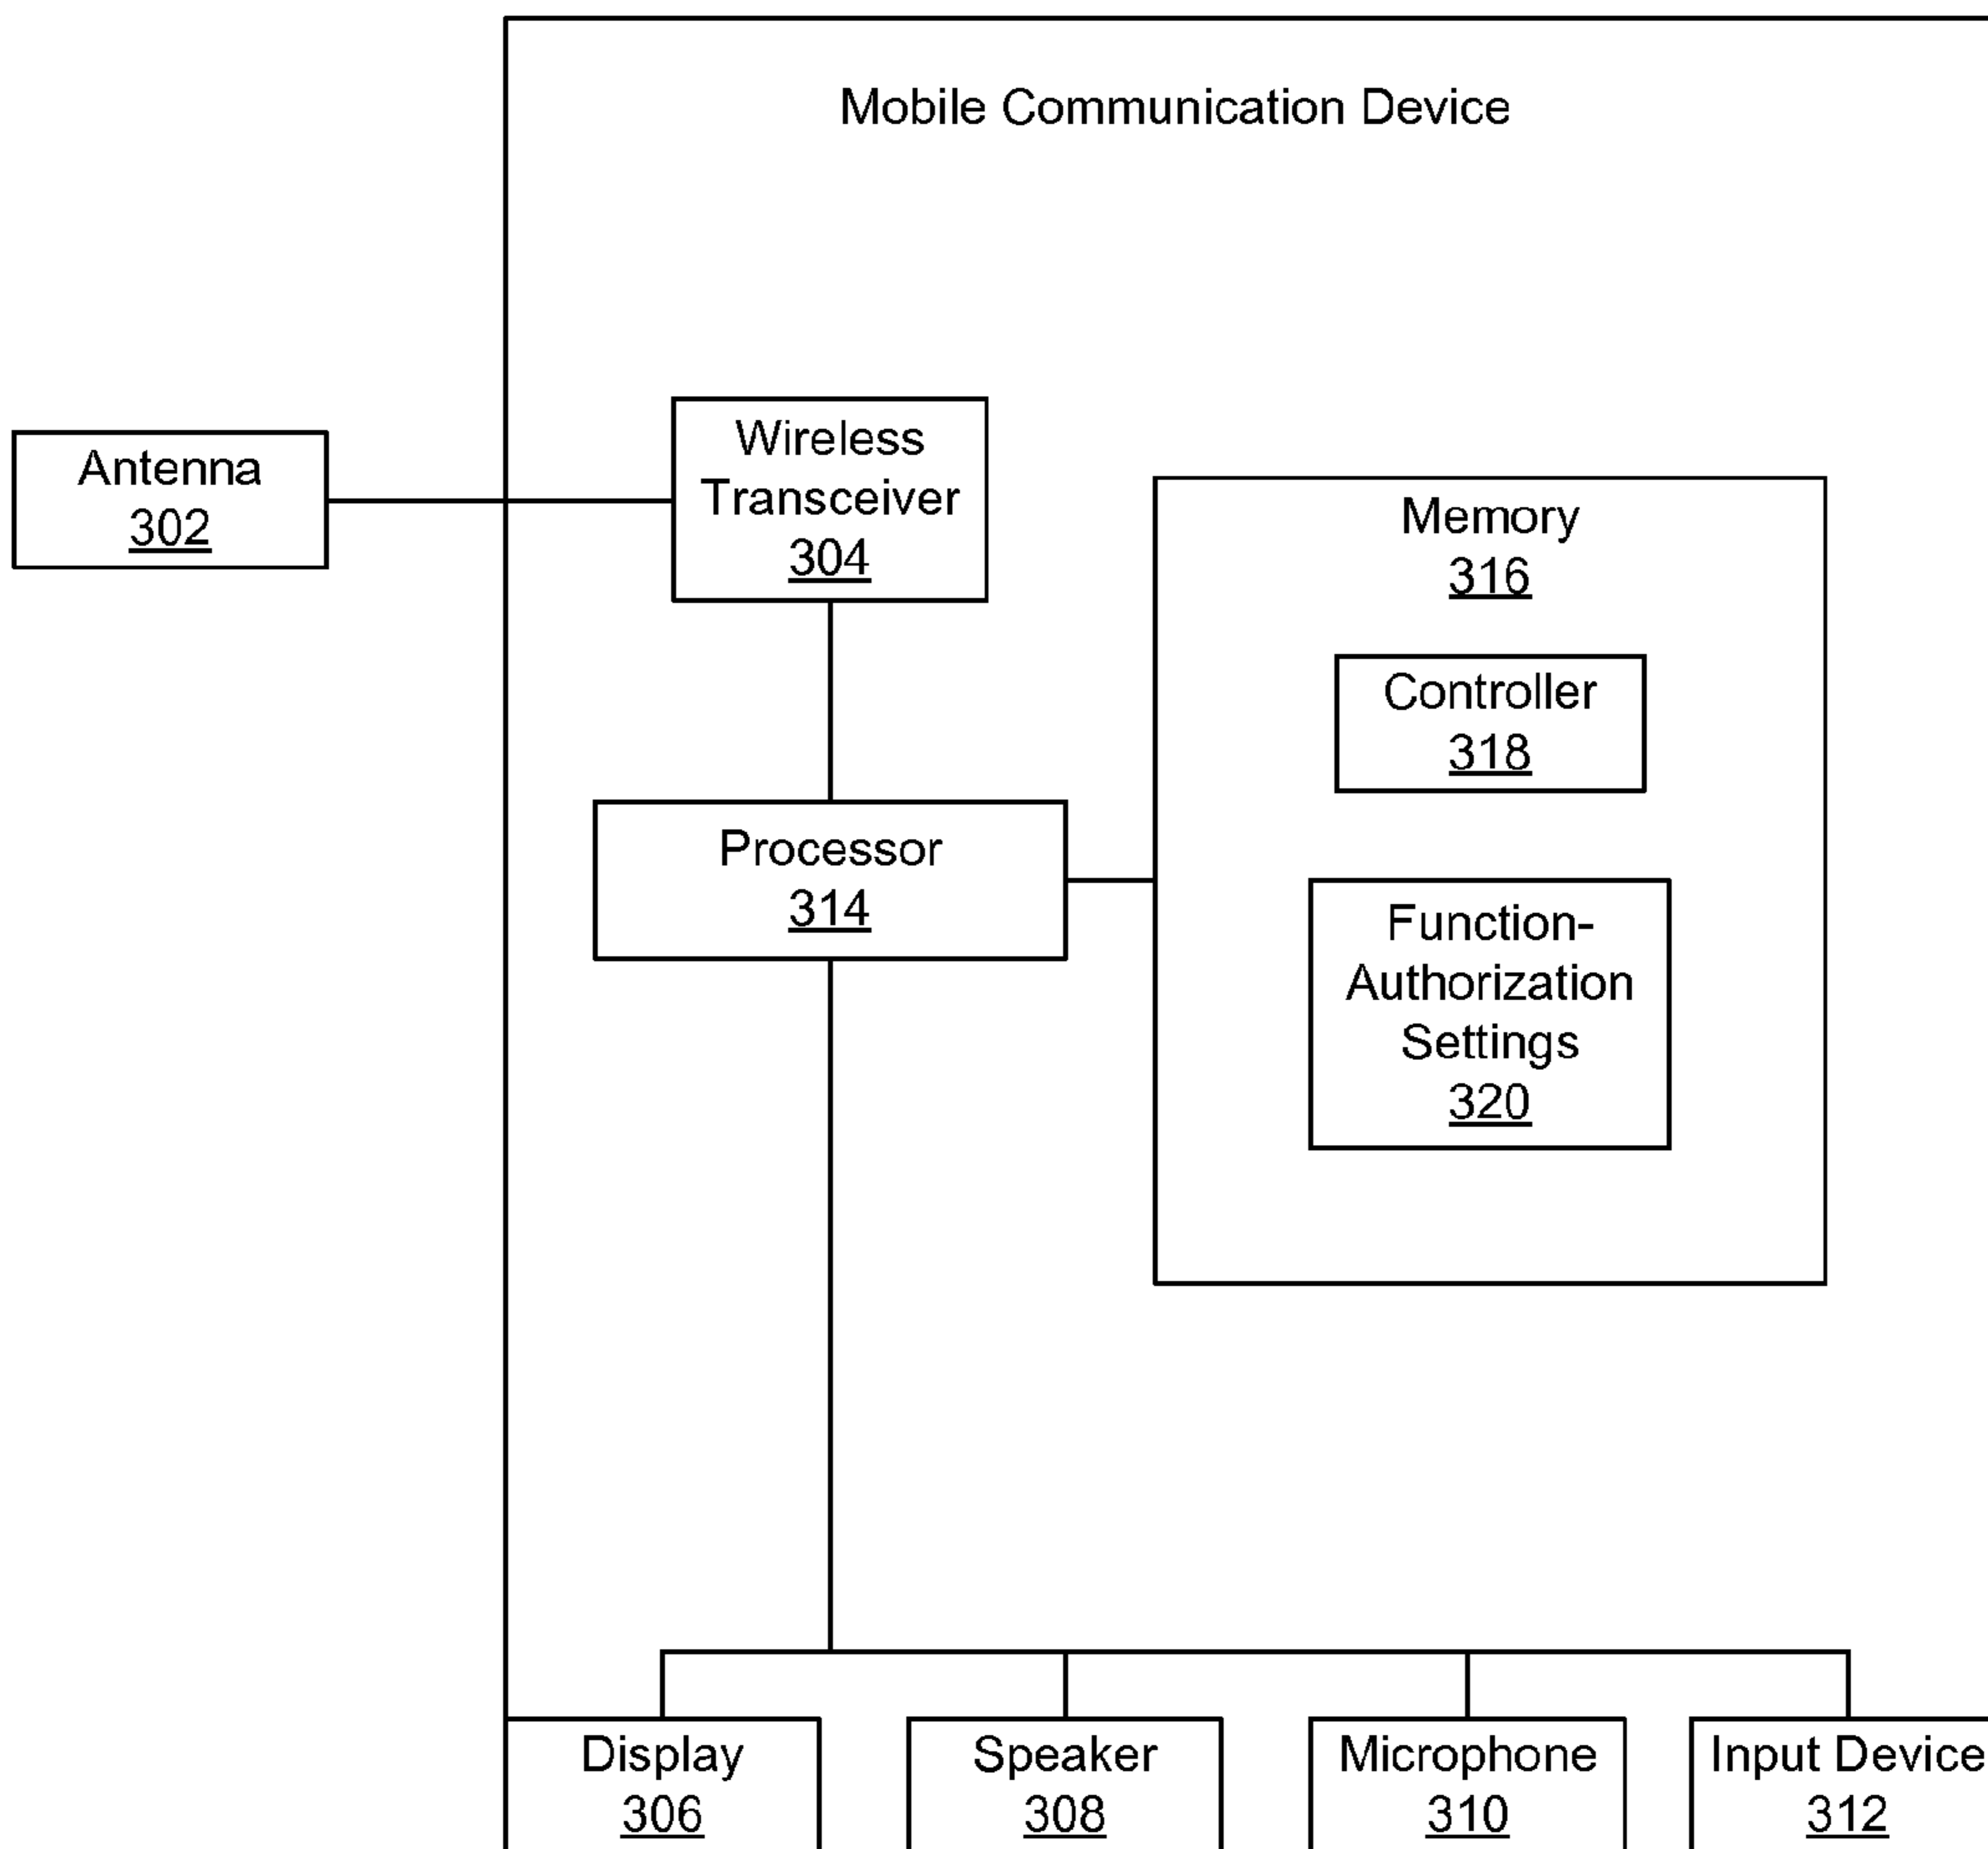 Mobile Communication Device
Antenna
302
Wireless
Transceiver
304
Memory
316
Controller
318
Processor
314
Function-
Authorization
Settings
320
Display
306
Speaker
308
Microphone
310
Input Device
312